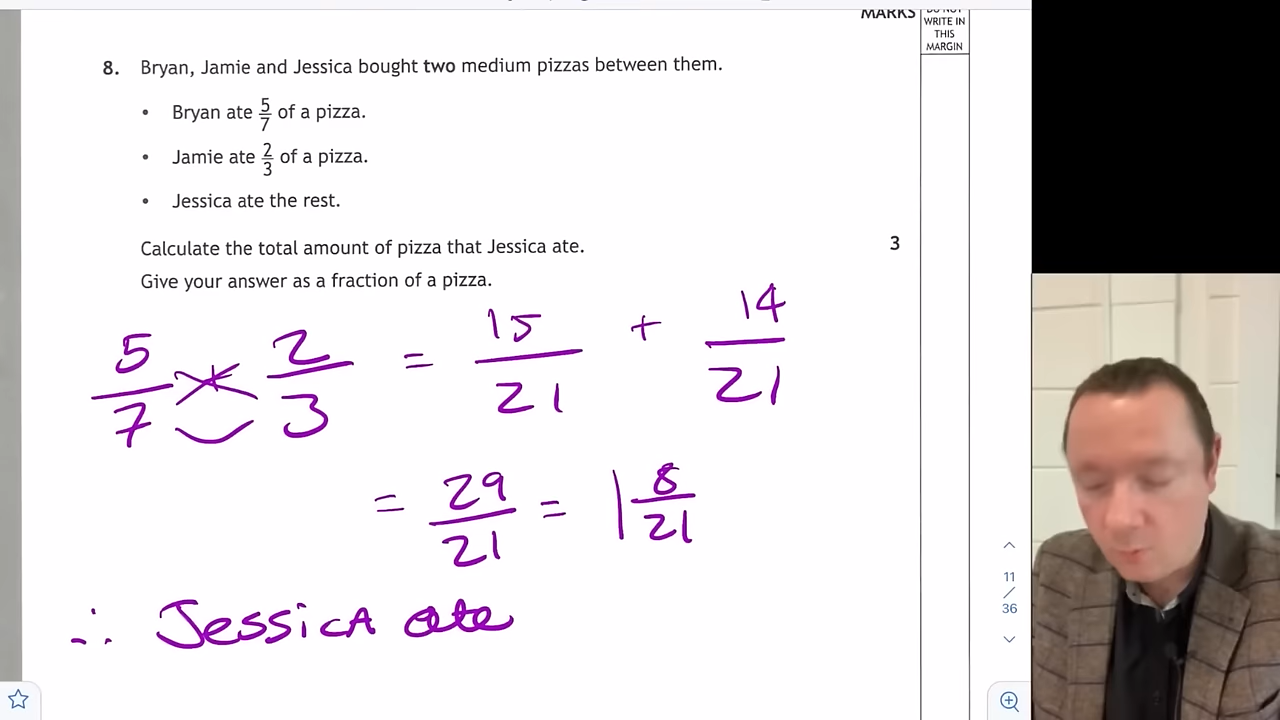 MARKS
DO NOT
WRITE IN
THIS
MARGIN
8. Bryan, Jamie and Jessica bought two medium pizzas between them.
• Bryan ate 5/7 of a pizza.
• Jamie ate 2/3 of a pizza.
• Jessica ate the rest.
Calculate the total amount of pizza that Jessica ate. 3
Give your answer as a fraction of a pizza.
5/7 + 2/3 = 15/21 + 14/21
= 29/21 = 1 8/21
∴ Jessica ate
11
/
36